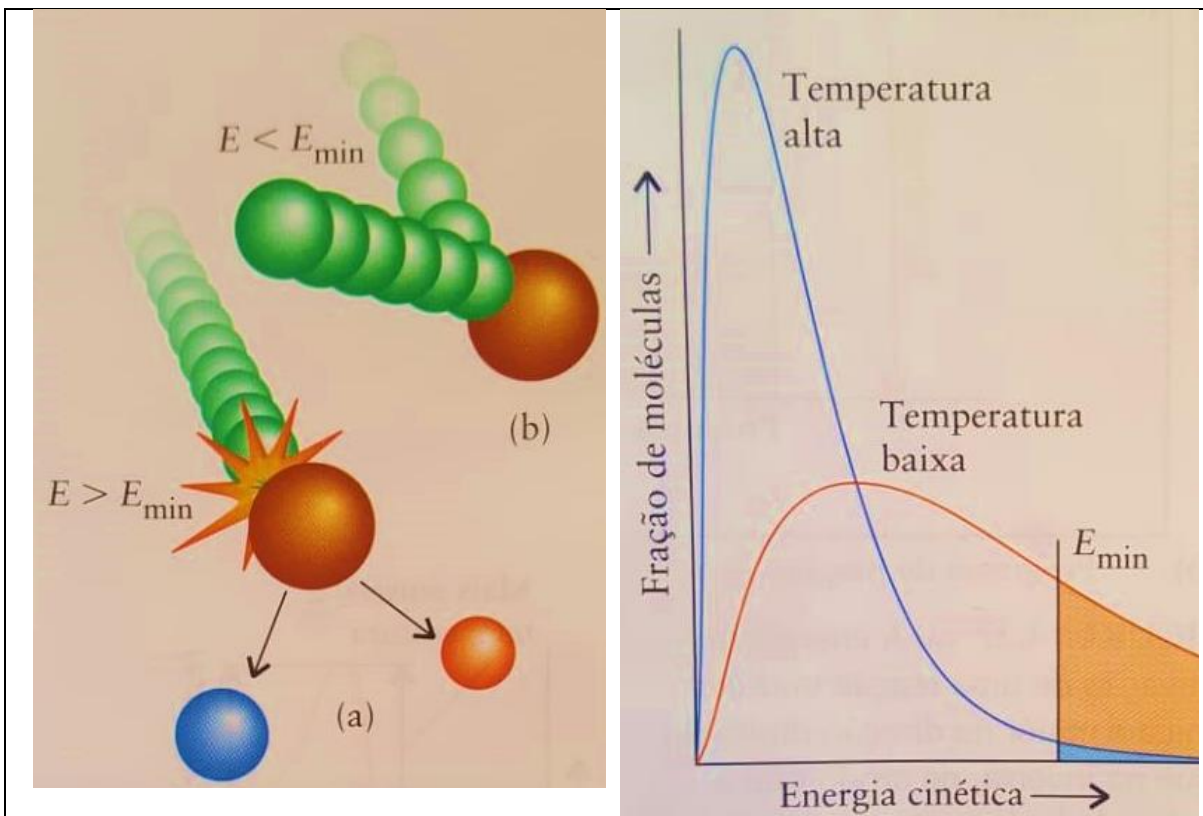 E < Emin
(b)
E > Emin
(a)
Temperatura
alta
Temperatura
baixa
Emin
Fração de moléculas
Energia cinética